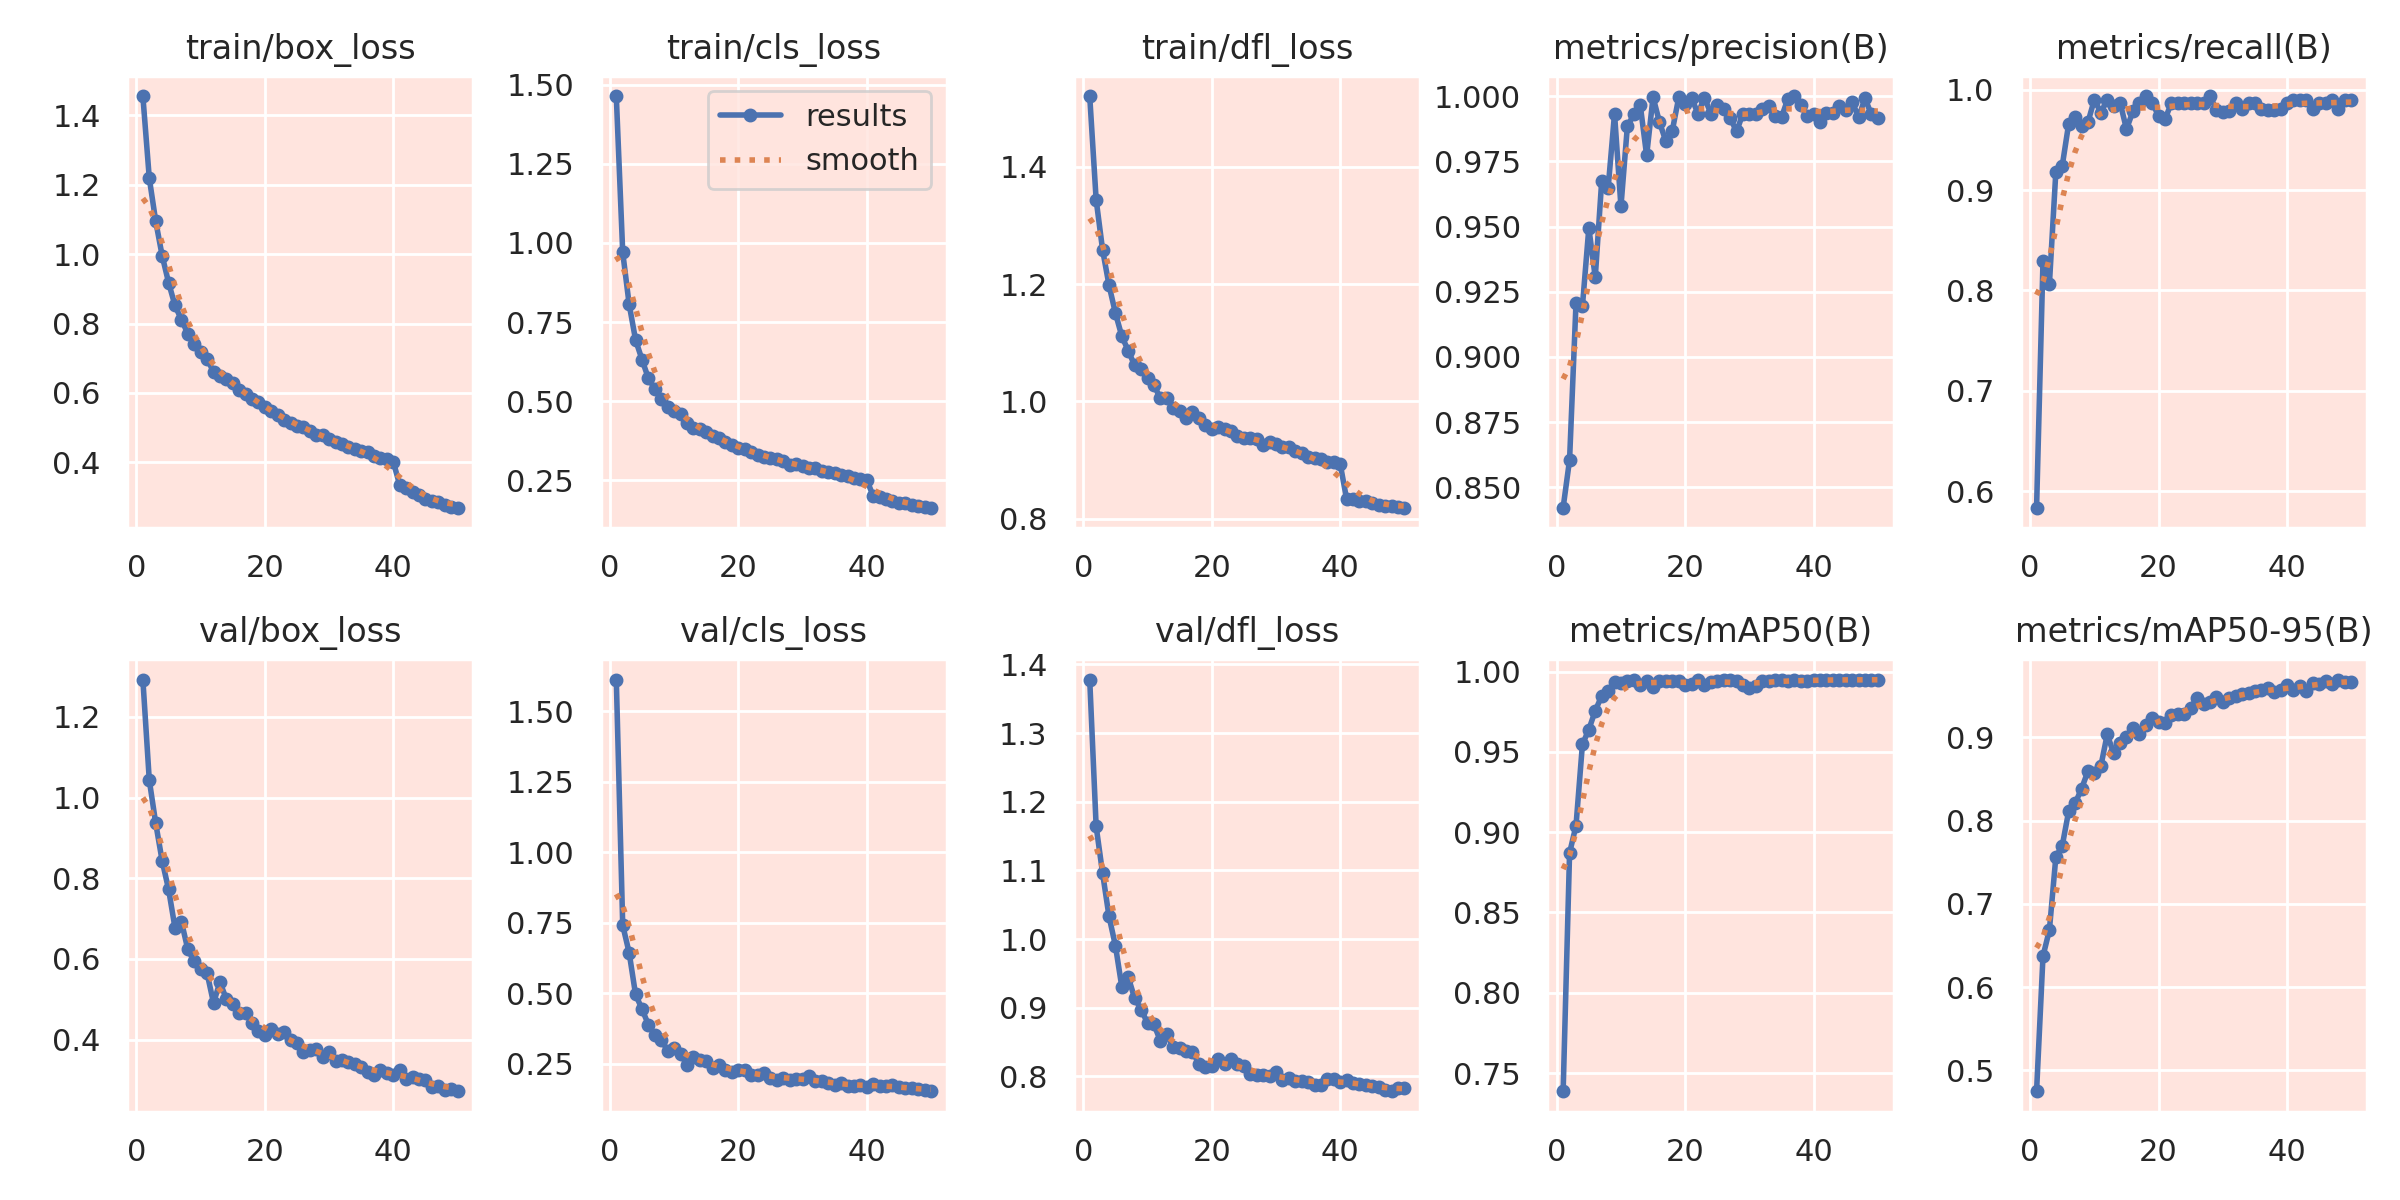 train/box_loss
1.4
1.2
1.0
0.8
0.6
0.4
0 20 40
train/cls_loss
1.50
1.25
1.00
0.75
0.50
0.25
0 20 40
results
smooth
train/dfl_loss
1.4
1.2
1.0
0.8
0 20 40
metrics/precision(B)
1.000
0.975
0.950
0.925
0.900
0.875
0.850
0 20 40
metrics/recall(B)
1.0
0.9
0.8
0.7
0.6
0 20 40
val/box_loss
1.2
1.0
0.8
0.6
0.4
0 20 40
val/cls_loss
1.50
1.25
1.00
0.75
0.50
0.25
0 20 40
val/dfl_loss
1.4
1.3
1.2
1.1
1.0
0.9
0.8
0 20 40
metrics/mAP50(B)
1.00
0.95
0.90
0.85
0.80
0.75
0 20 40
metrics/mAP50-95(B)
0.9
0.8
0.7
0.6
0.5
0 20 40